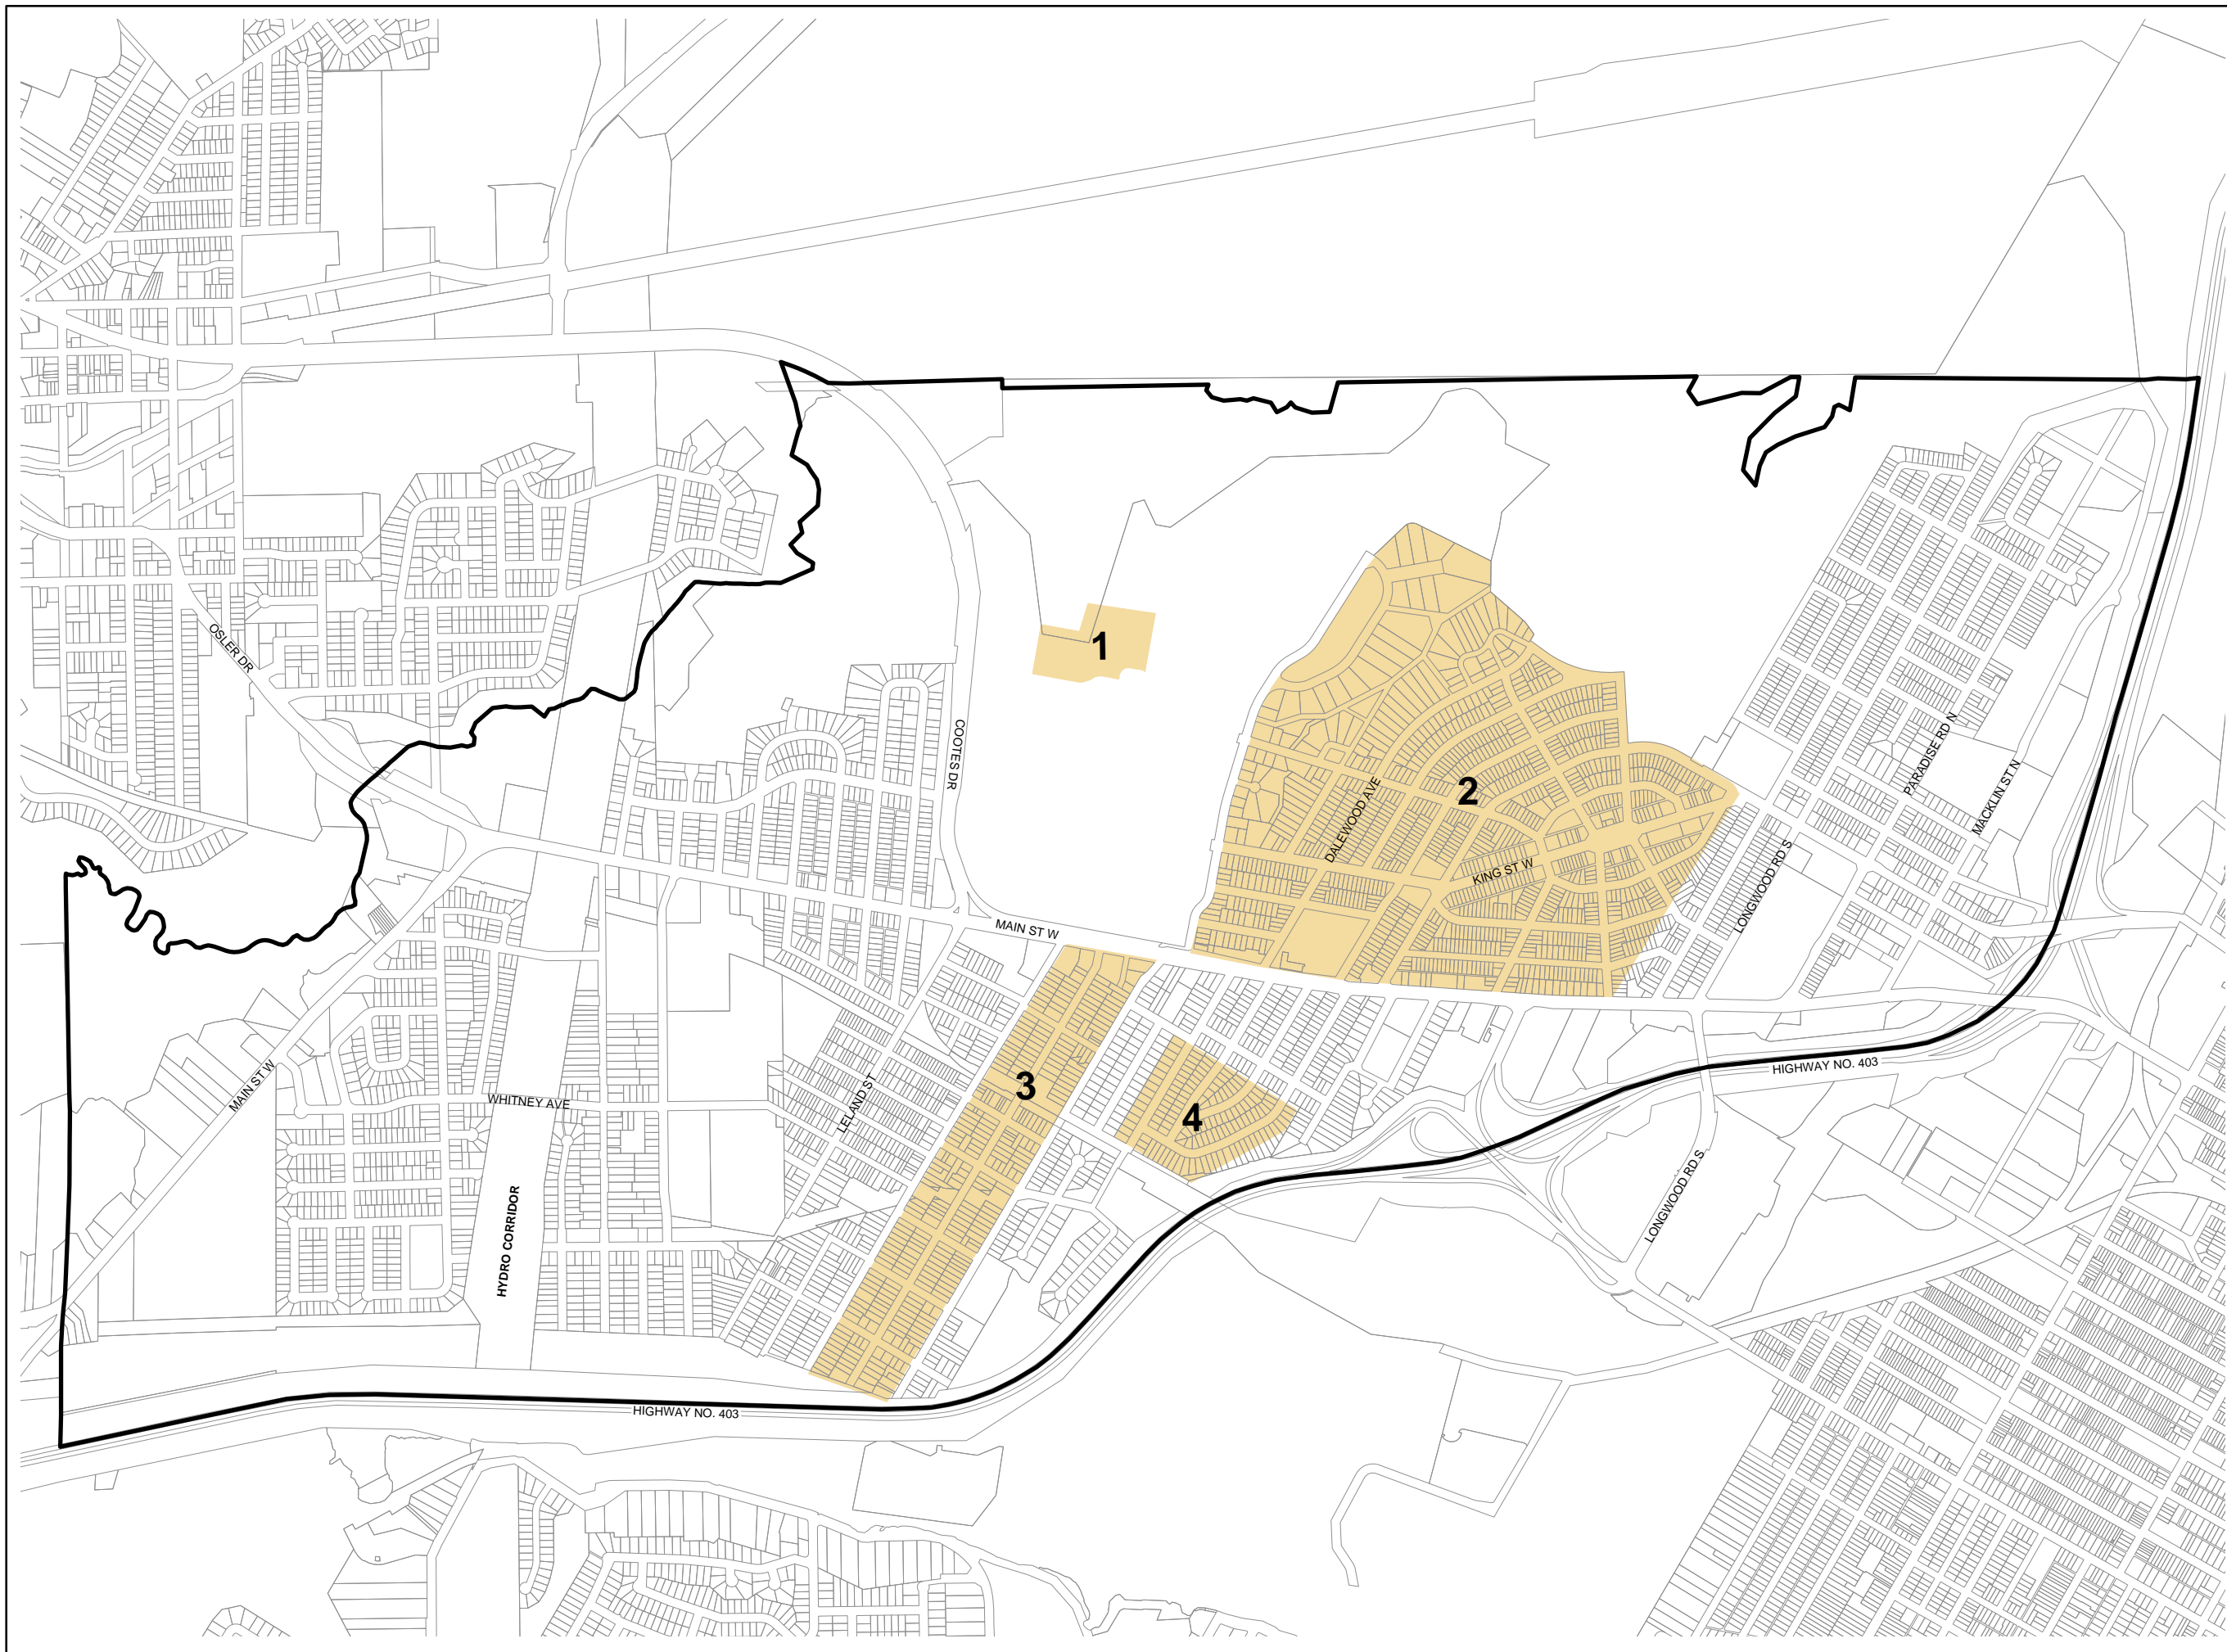 OSLER DR
1
COOTES DR
PARADISE RD N
2
MACKLIN ST N
DALEWOOD AVE
KING ST W
LONGWOOD RD S
MAIN ST W
HIGHWAY NO. 403
3
MAIN ST W
WHITNEY AVE
LELAND ST
4
LONGWOOD RD S
HYDRO CORRIDOR
HIGHWAY NO. 403